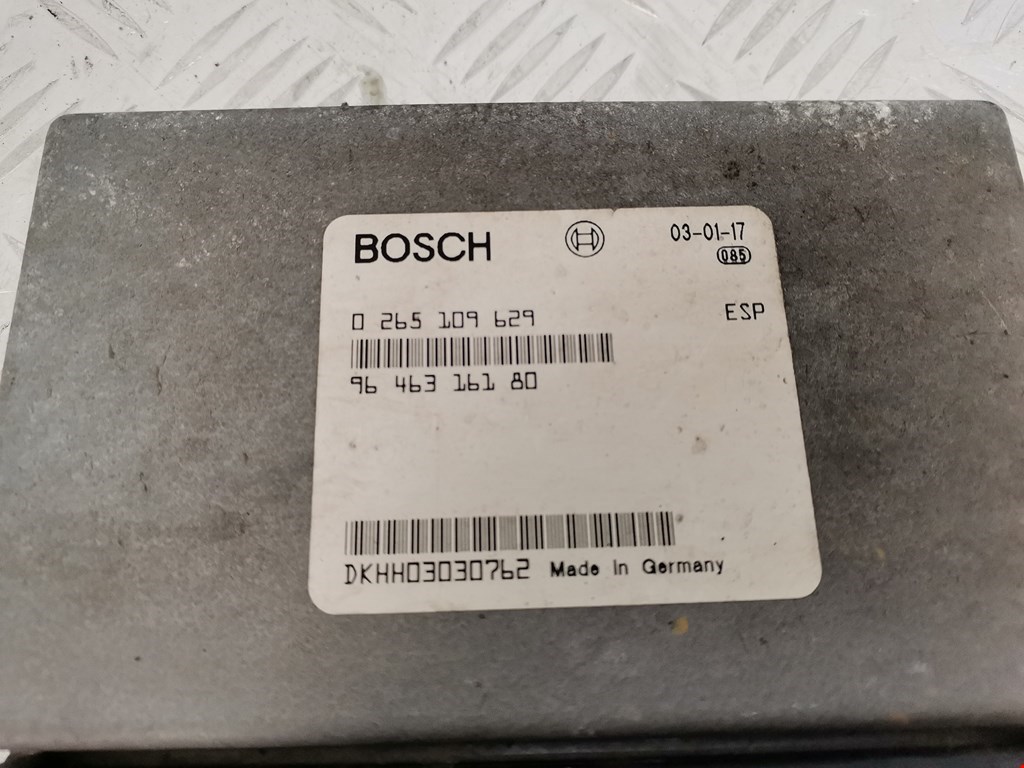 BOSCH
03-01-17
085
0 265 109 629
ESP
96 463 161 80
DKHH03030762 Made In Germany